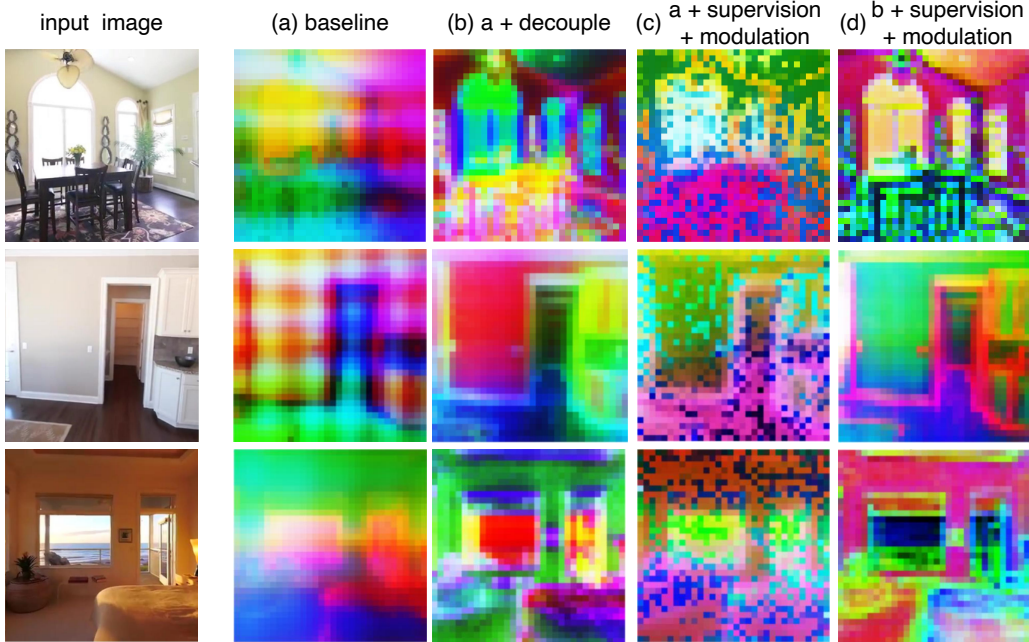 input image
(a) baseline
(b) a + decouple
(c) a + supervision
+ modulation
(d) b + supervision
+ modulation